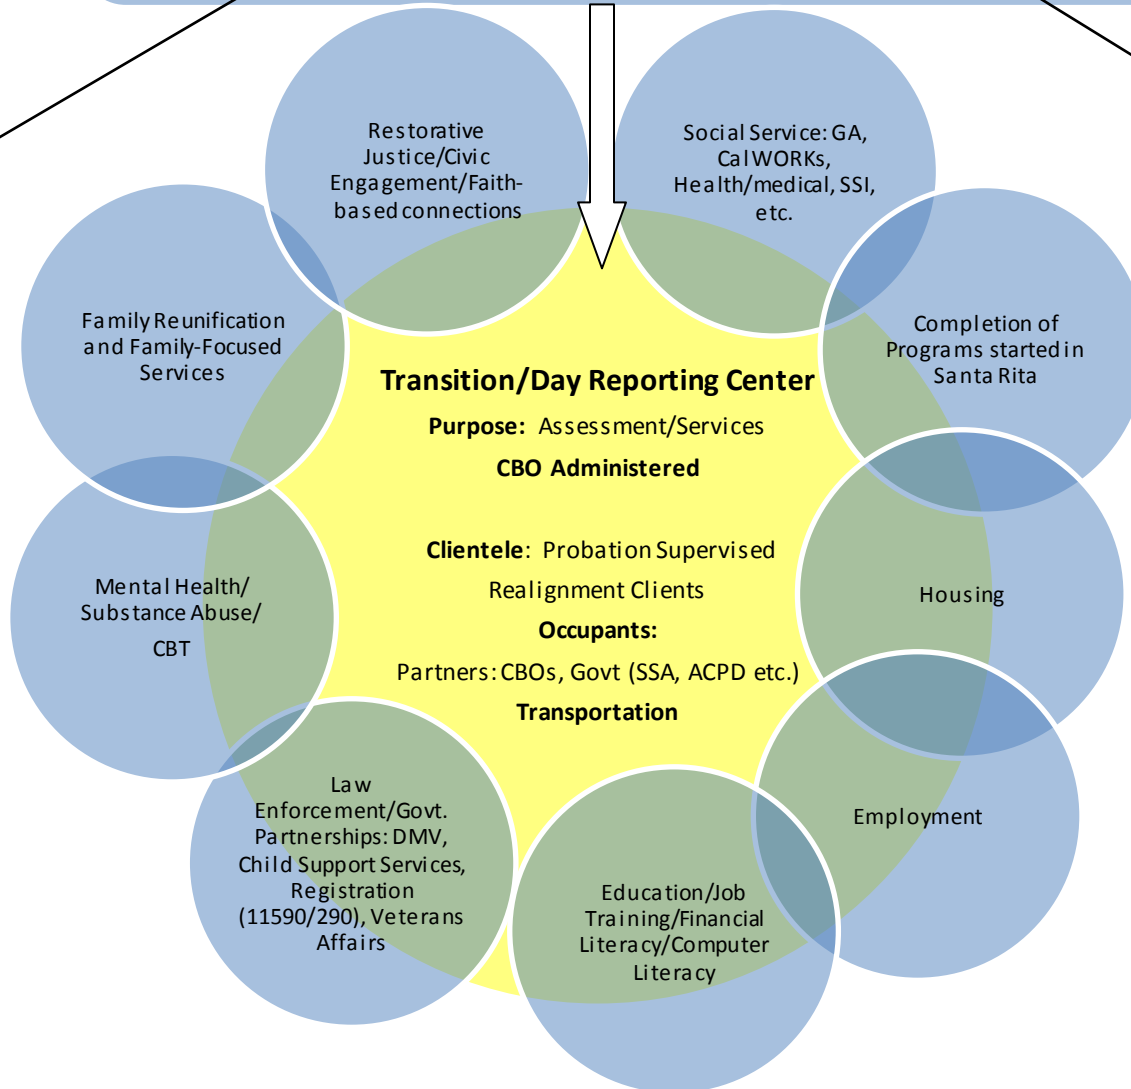 Restorative
Justice/Civic
Engagement/Faith-
based connections
Social Service: GA,
CalWORKs,
Health/medical, SSI,
etc.
Family Reunification
and Family-Focused
Services
Completion of
Programs started in
Santa Rita
Transition/Day Reporting Center
Purpose: Assessment/Services
CBO Administered
Clientele: Probation Supervised
Realignment Clients
Occupants:
Partners: CBOs, Govt (SSA, ACPD etc.)
Transportation
Mental Health/
Substance Abuse/
CBT
Housing
Law
Enforcement/Govt.
Partnerships: DMV,
Child Support Services,
Registration
(11590/290), Veterans
Affairs
Employment
Education/Job
Training/Financial
Literacy/Computer
Literacy